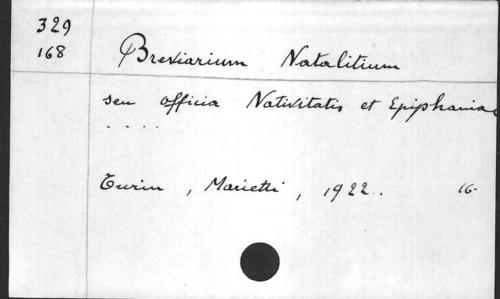 329
168
Breviarium Natalitium
seu officia Nativitatis et Epiphaniae
. . . .
Turin, Marietti, 1922. 16.